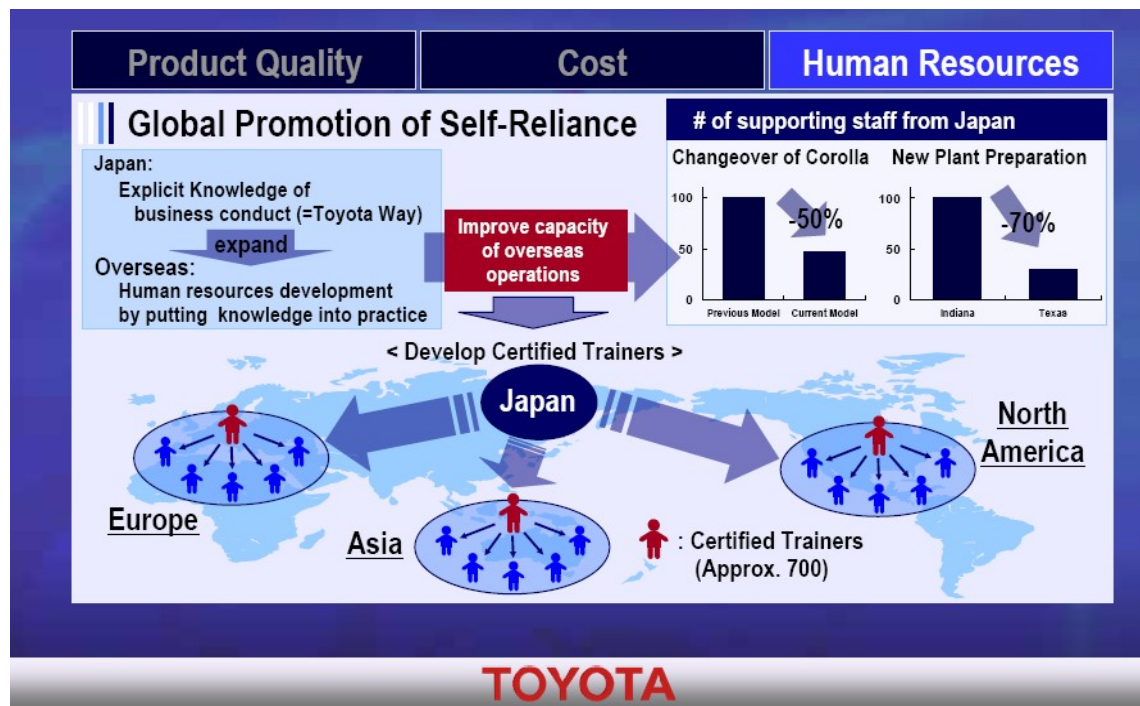 Product Quality
Cost
Human Resources
Global Promotion of Self-Reliance
Japan:
Explicit Knowledge of
business conduct (=Toyota Way)
expand
Overseas:
Human resources development
by putting knowledge into practice
Improve capacity
of overseas
operations
# of supporting staff from Japan
Changeover of Corolla
100
50
0
-50%
Previous Model
Current Model
New Plant Preparation
100
50
0
-70%
Indiana
Texas
< Develop Certified Trainers >
Japan
Europe
Asia
North
America
: Certified Trainers
(Approx. 700)
TOYOTA